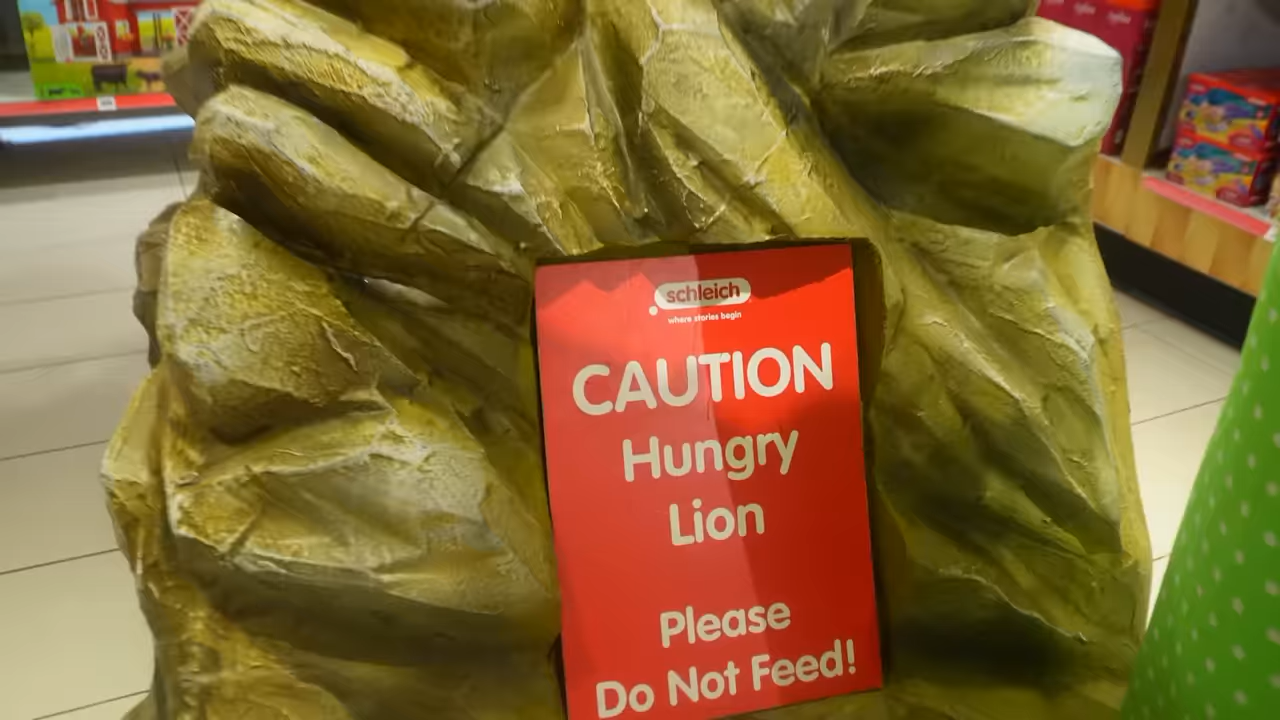 schleich
where stories begin
CAUTION
Hungry
Lion
Please
Do Not Feed!